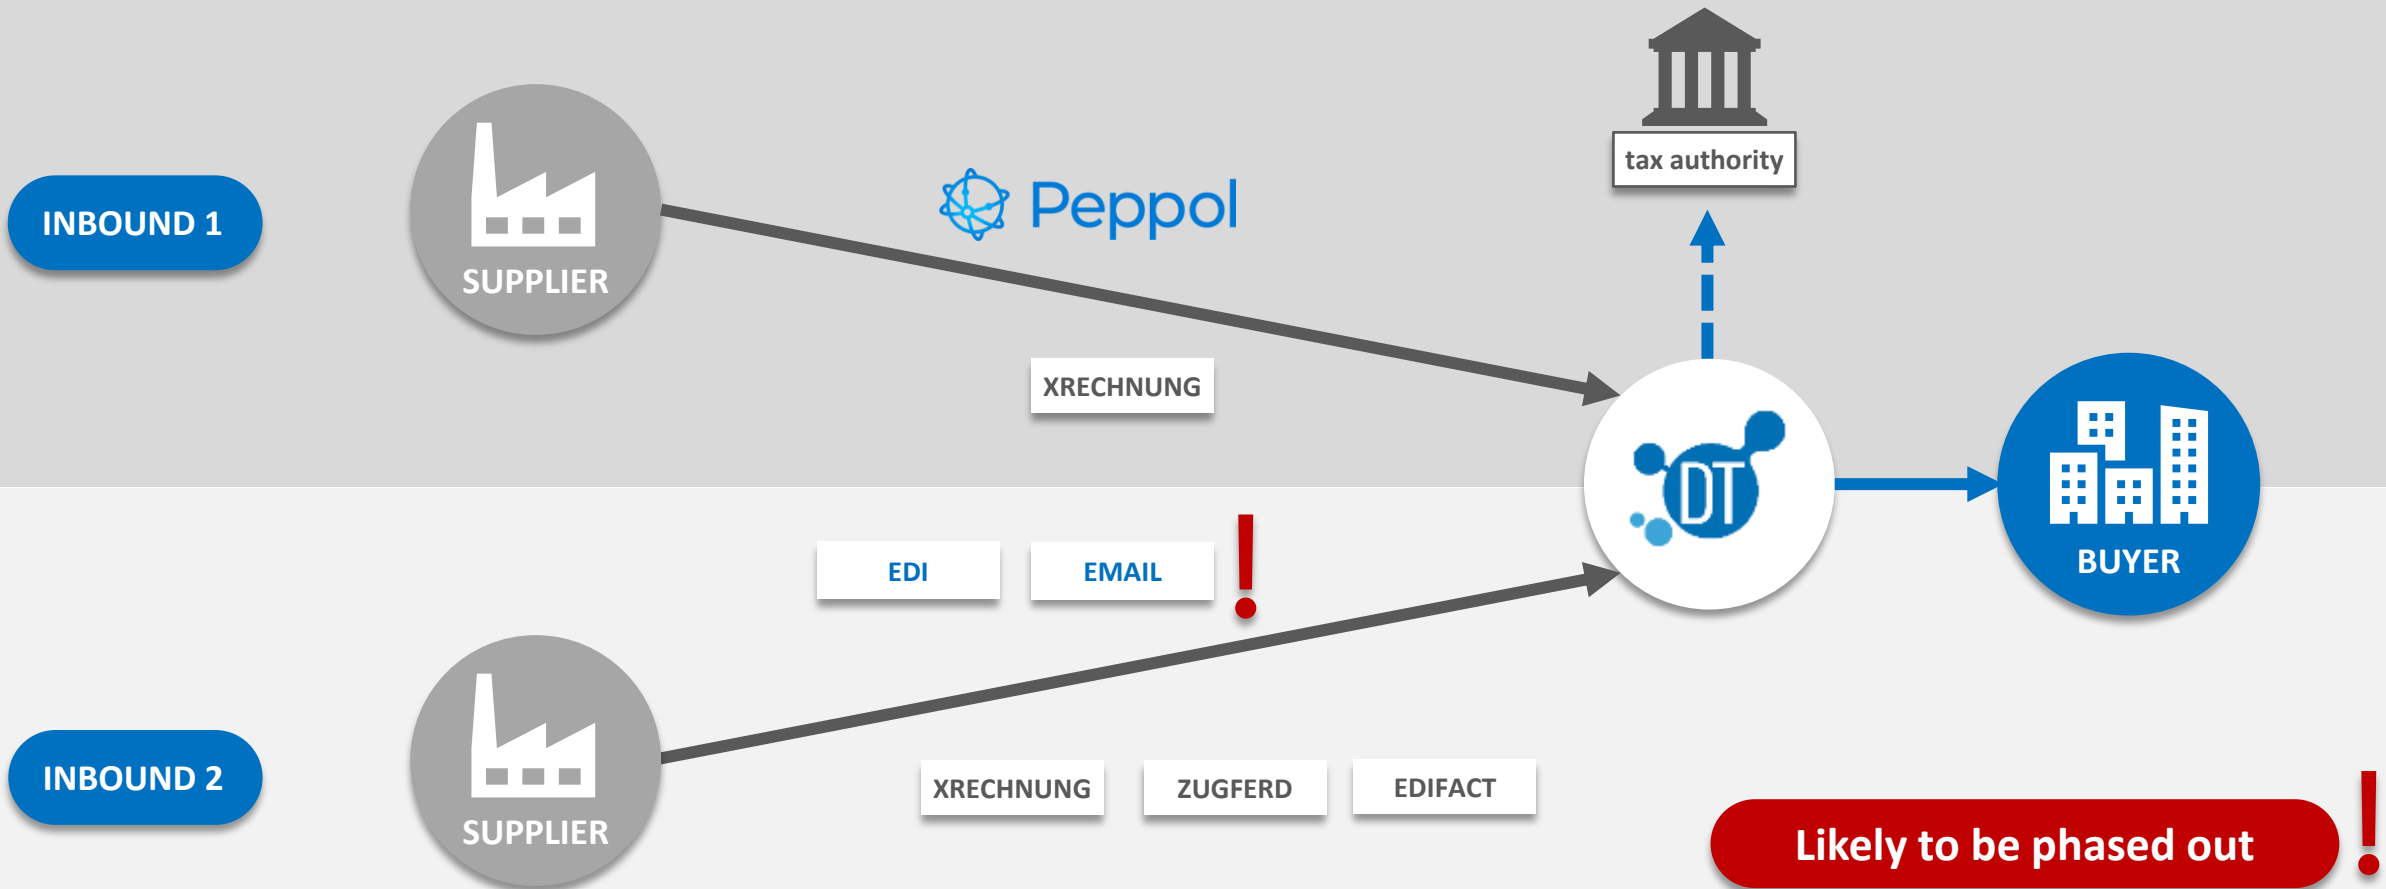 tax authority
INBOUND 1
Peppol
SUPPLIER
XRECHNUNG
DT
BUYER
EDI
EMAIL
!
INBOUND 2
SUPPLIER
XRECHNUNG
ZUGFERD
EDIFACT
Likely to be phased out
!